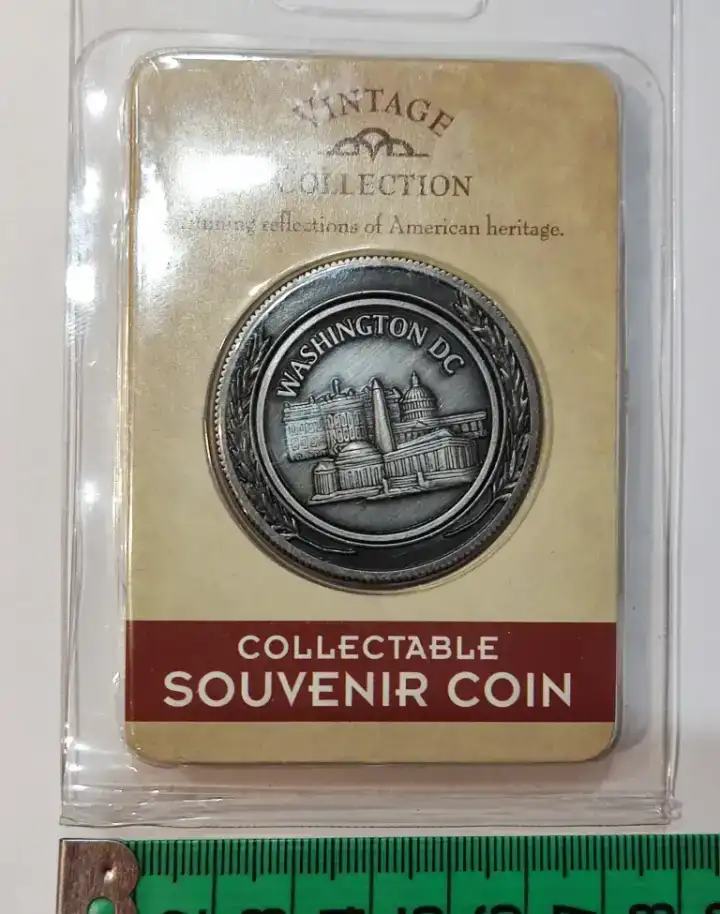 VINTAGE
COLLECTION
reflections of American heritage.
WASHINGTON DC
COLLECTABLE
SOUVENIR COIN